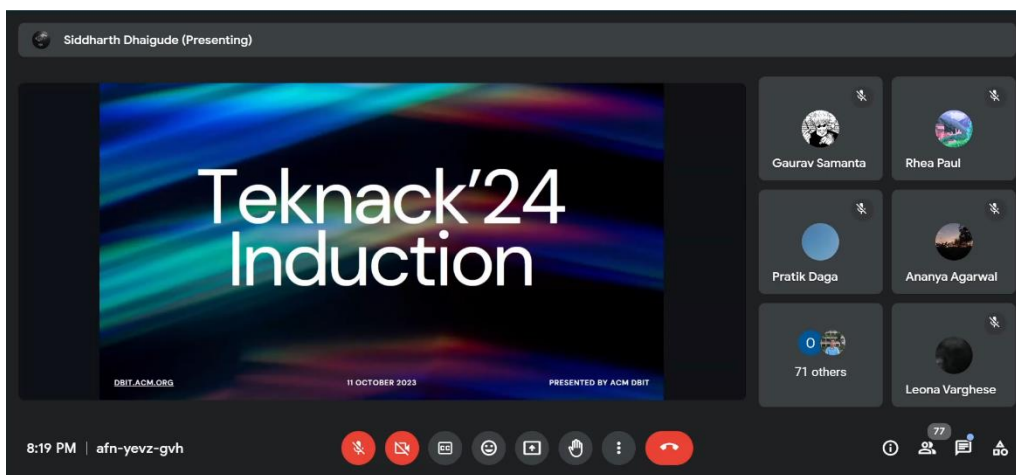 Siddharth Dhaigude (Presenting)
Teknack'24
Induction
DBIT.ACM.ORG
11 OCTOBER 2023
PRESENTED BY ACM DBIT
Gaurav Samanta
Rhea Paul
Pratik Daga
Ananya Agarwal
O
71 others
Leona Varghese
8:19 PM | afn-yevz-gvh
CC
77